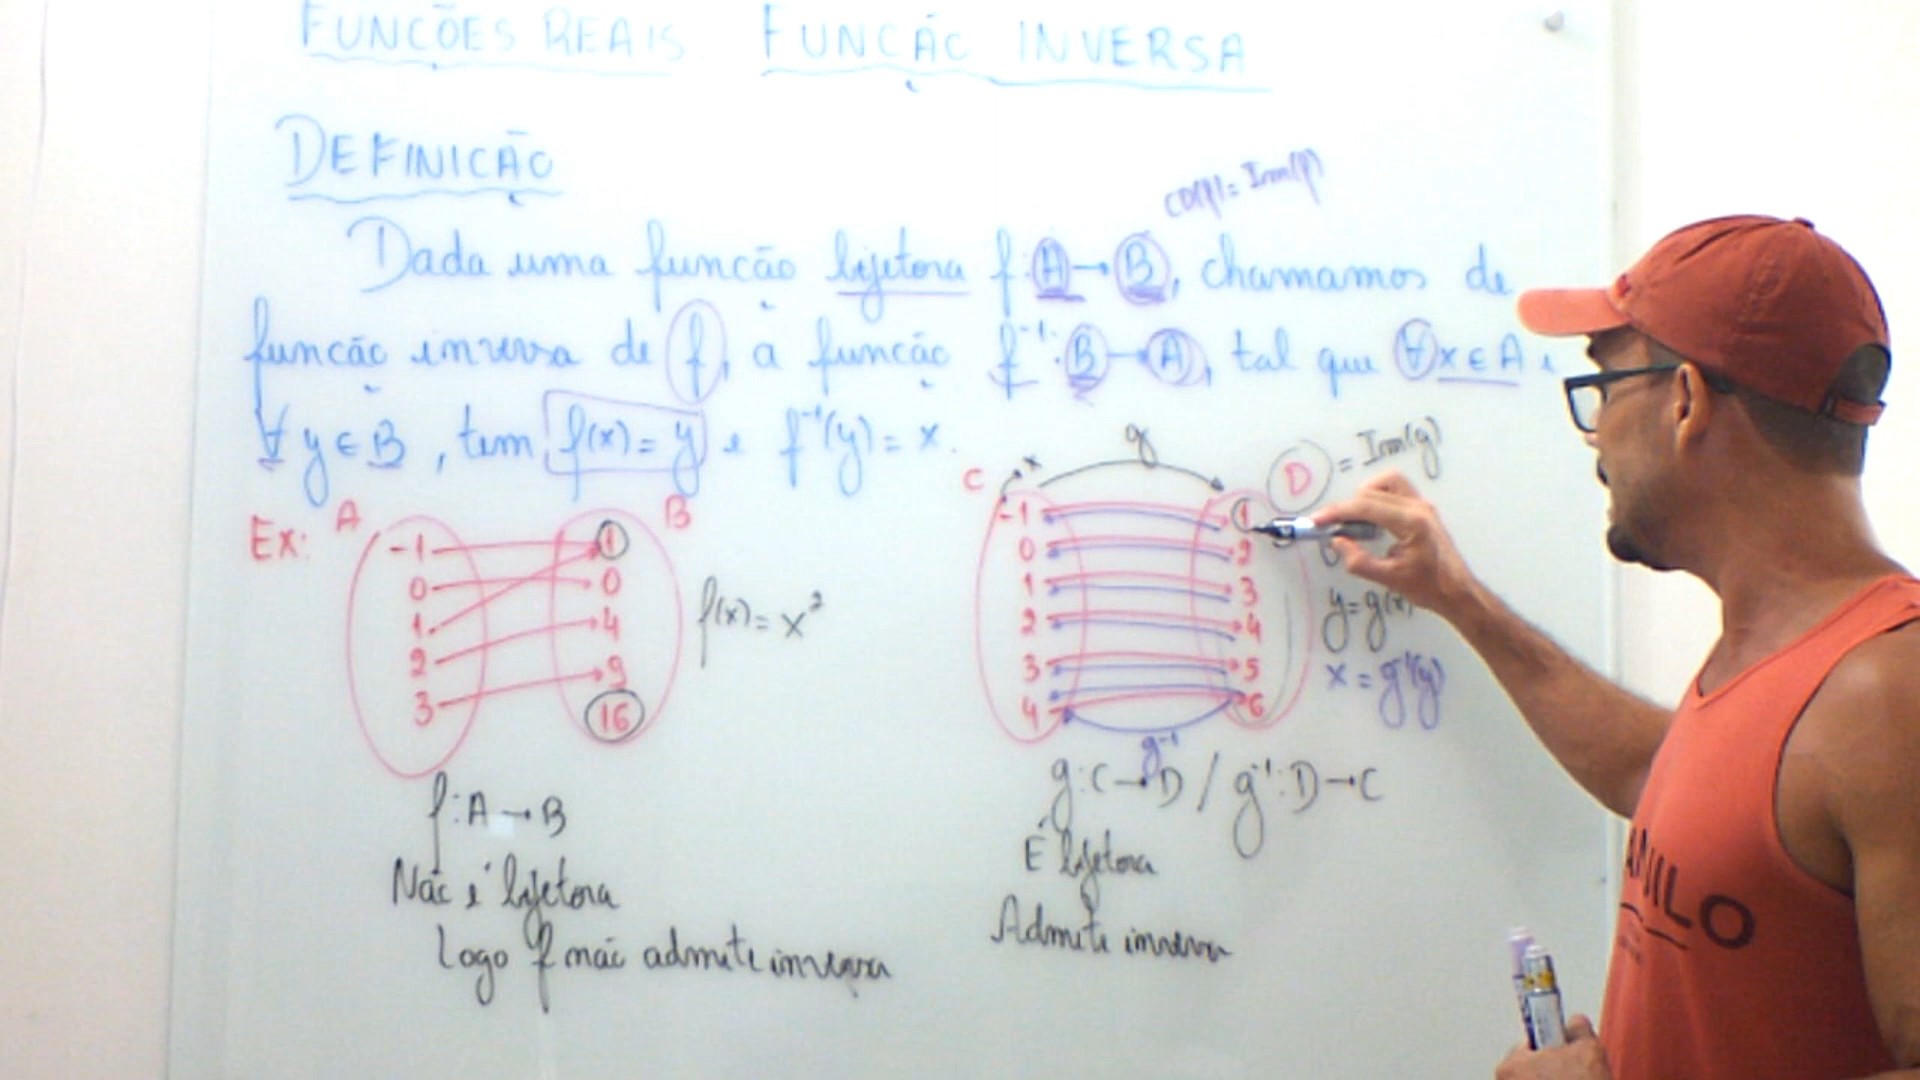 FUNÇÕES REAIS FUNÇÃO INVERSA
DEFINIÇÃO
CD(f) = Im(f)
Dada uma função bijetora f: A → B, chamamos de
função inversa de f, a função f⁻¹: B → A, tal que ∀ x ∈ A e
∀ y ∈ B, tem f(x) = y e f⁻¹(y) = x.
Ex:
A B
-1 1
0 0
1 4
2 9
3 16
f(x) = x²
f: A → B
Não é bijetora
Logo f não admite inversa
x g
C D = Im(g)
-1 1
0 2
1 3
2 4
3 5
4 6
y = g(x)
x = g⁻¹(y)
g⁻¹
g: C → D / g⁻¹: D → C
É bijetora
Admite inversa